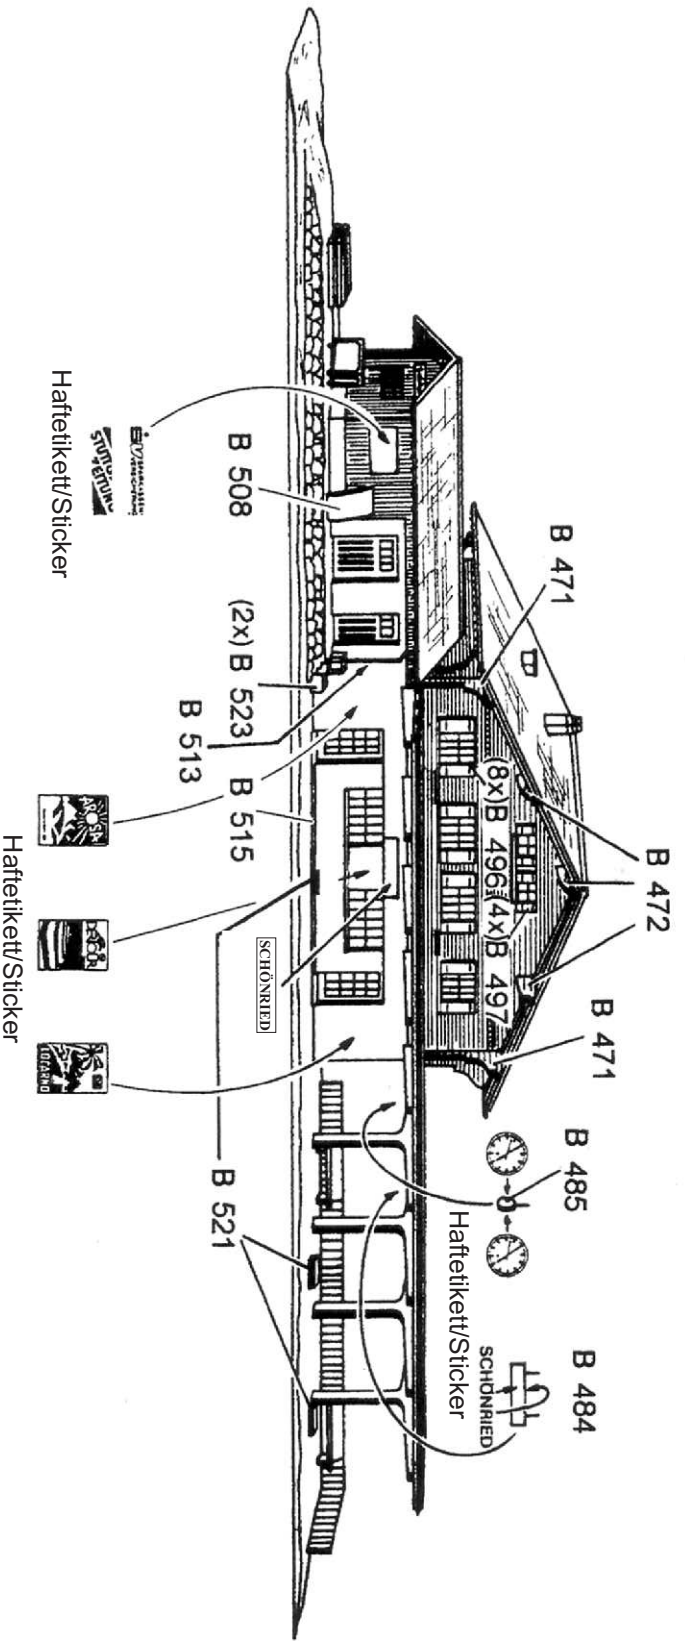 B 471
B 472
B 471
B 485
B 484
(8x)B 496
(4x)B 497
Haftetikett/Sticker
SCHÖNRIED
B 508
(2x) B 523
B 513
B 515
SCHÖNRIED
B 521
Haftetikett/Sticker
AROSA
LOCARNO
Haftetikett/Sticker